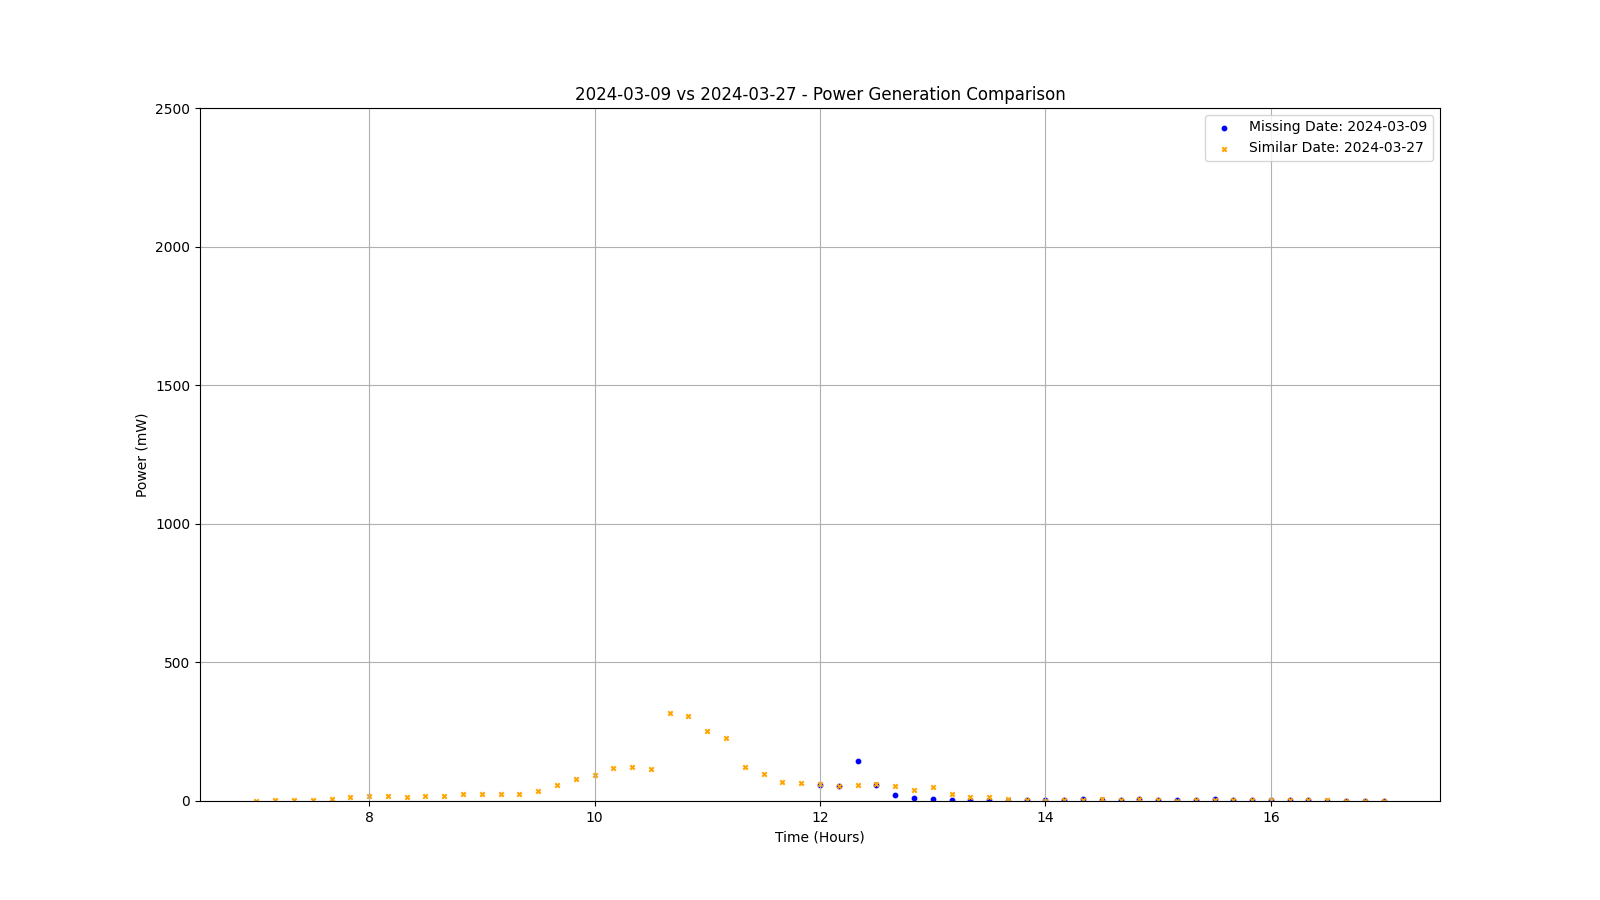 2024-03-09 vs 2024-03-27 - Power Generation Comparison
Missing Date: 2024-03-09
Similar Date: 2024-03-27
2500
2000
1500
1000
500
0
Power (mW)
8
10
12
14
16
Time (Hours)